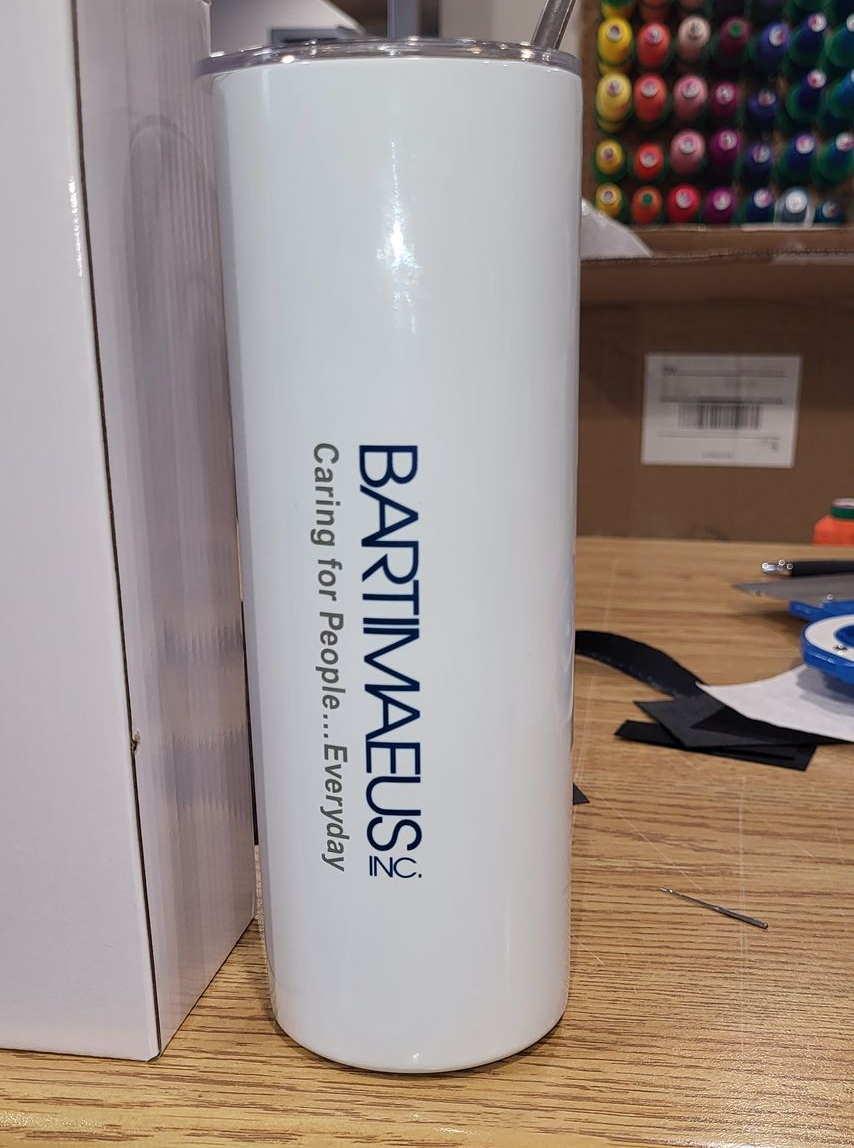 BARTIMAEUS INC.
Caring for People...Everyday